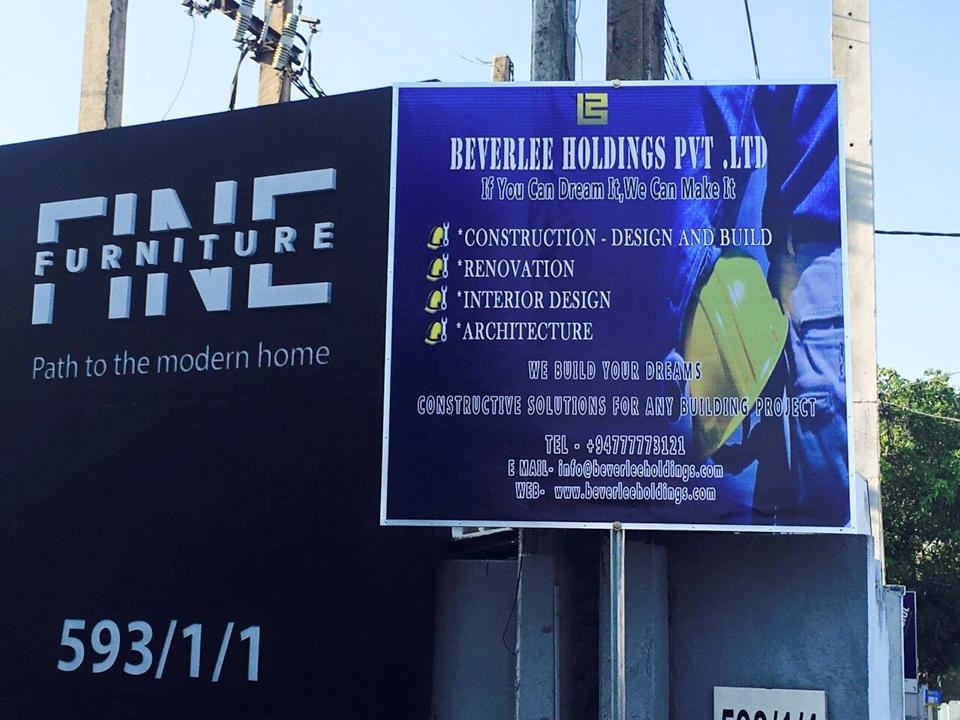 FINE
FURNITURE
Path to the modern home
593/1/1
BEVERLEE HOLDINGS PVT .LTD
If You Can Dream It,We Can Make It
*CONSTRUCTION - DESIGN AND BUILD
*RENOVATION
*INTERIOR DESIGN
*ARCHITECTURE
WE BUILD YOUR DREAMS
CONSTRUCTIVE SOLUTIONS FOR ANY BUILDING PROJECT
TEL - +94777773121
E MAIL- info@beverleeholdings.com
WEB- www.beverleeholdings.com